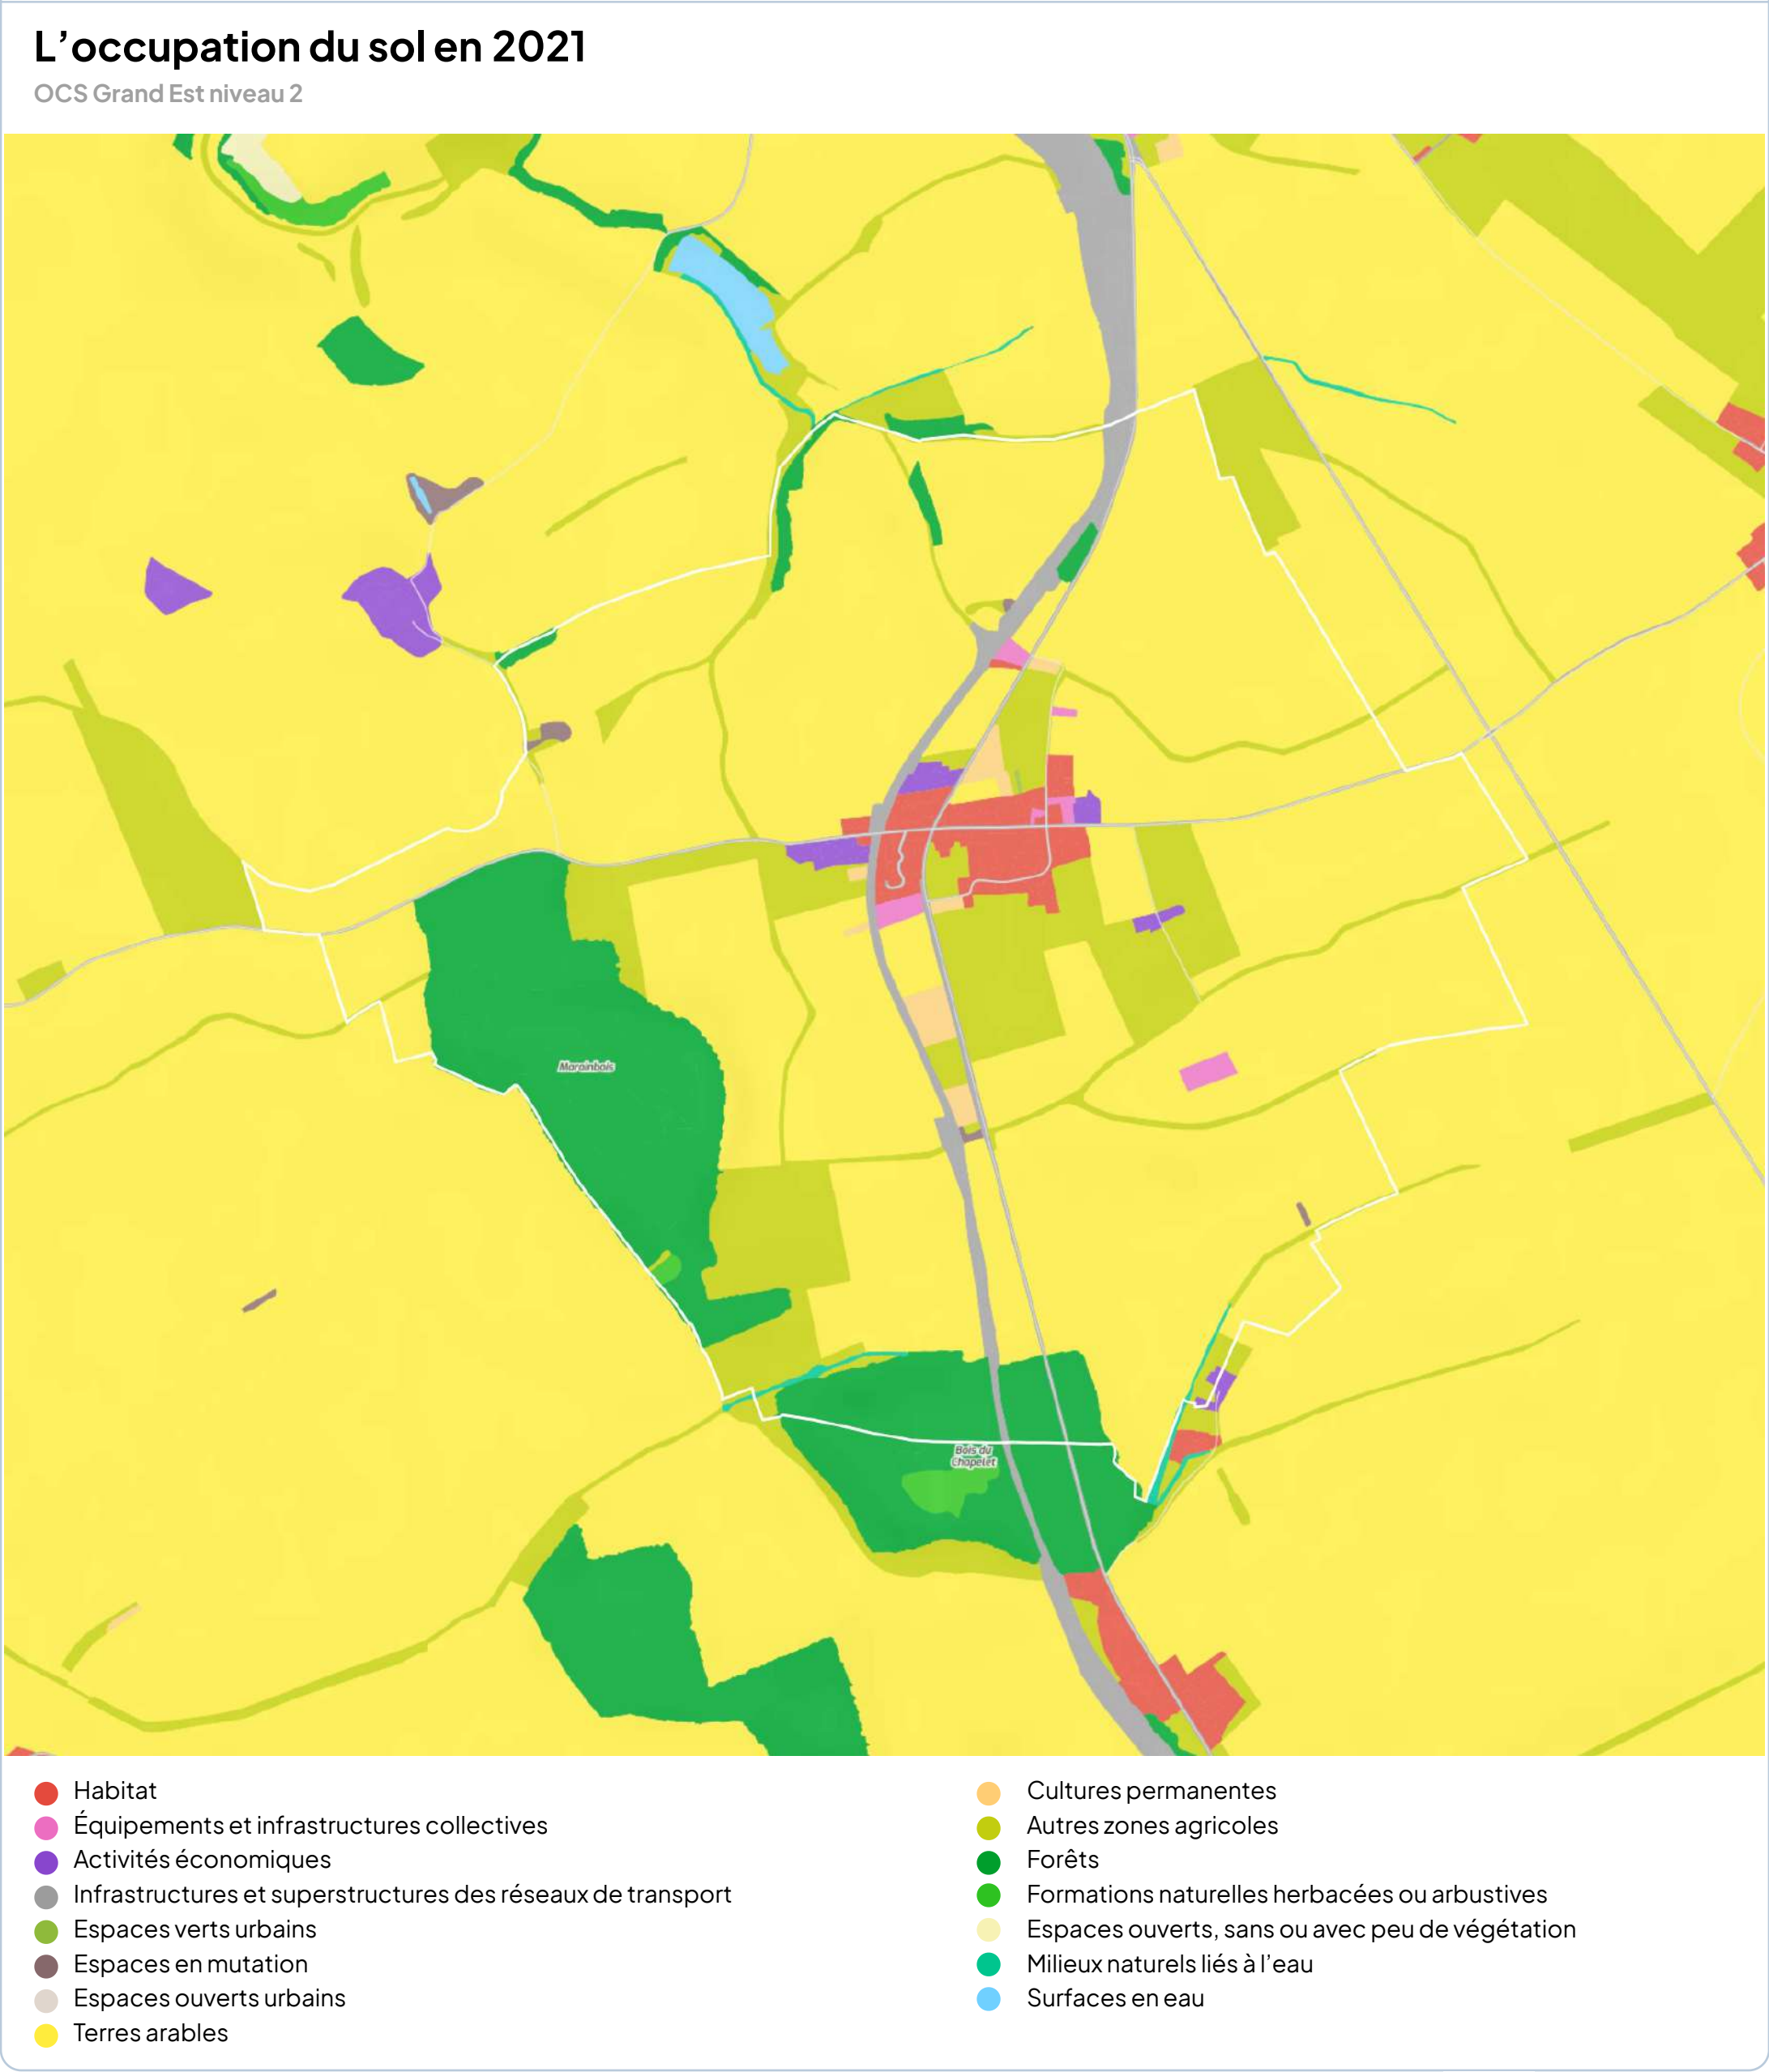 L’occupation du sol en 2021
OCS Grand Est niveau 2
Marainbois
Bois du
Chapelet
Habitat
Équipements et infrastructures collectives
Activités économiques
Infrastructures et superstructures des réseaux de transport
Espaces verts urbains
Espaces en mutation
Espaces ouverts urbains
Terres arables
Cultures permanentes
Autres zones agricoles
Forêts
Formations naturelles herbacées ou arbustives
Espaces ouverts, sans ou avec peu de végétation
Milieux naturels liés à l’eau
Surfaces en eau